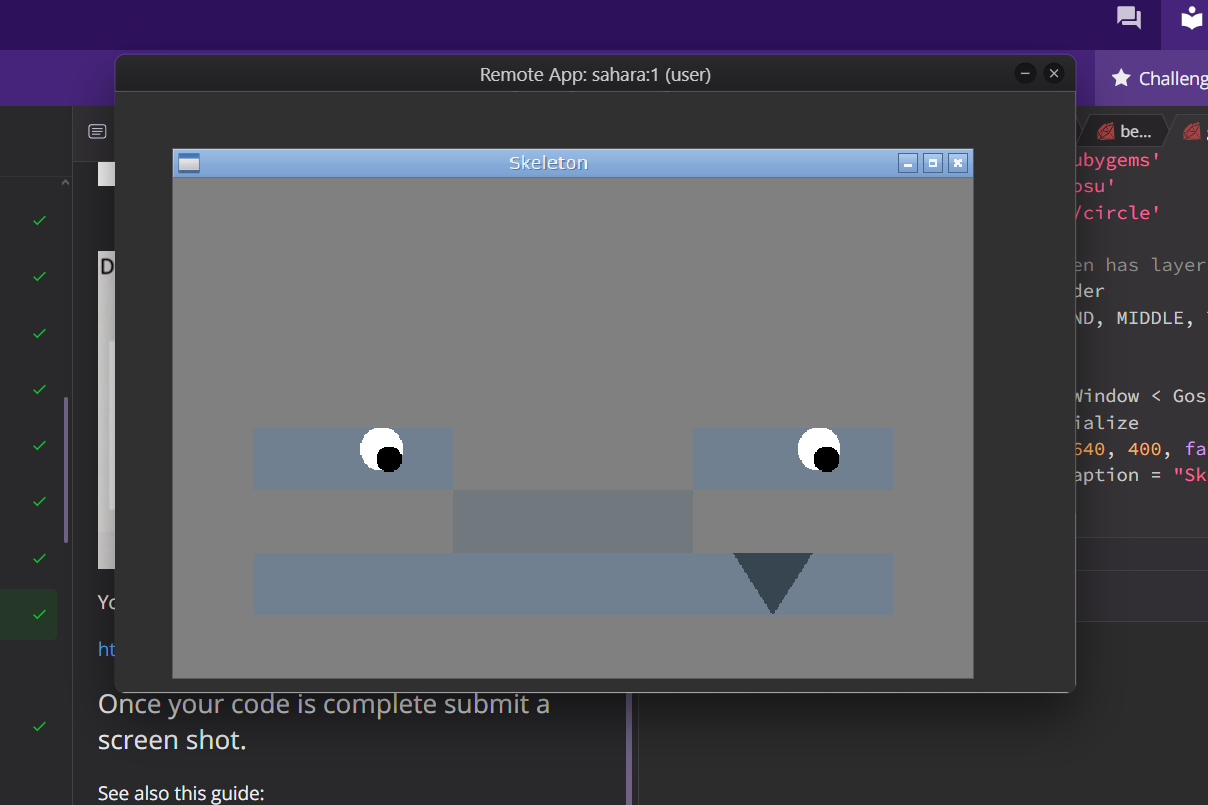 Remote App: sahara:1 (user)
Challeng
be...
Skeleton
ubygems'
osu'
/circle'
D
en has layer
der
ND, MIDDLE,
Window < Gos
ialize
640, 400, fa
aption = "Sk
Yo
ht
Once your code is complete submit a
screen shot.
See also this guide: